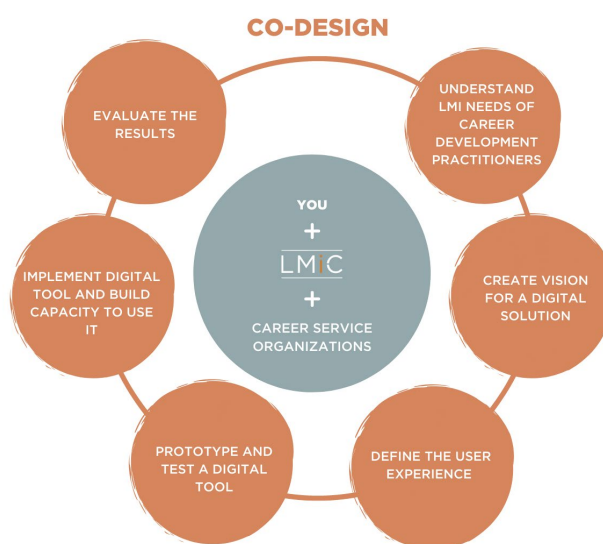 CO-DESIGN
UNDERSTAND
LMI NEEDS OF
CAREER
DEVELOPMENT
PRACTITIONERS
CREATE VISION
FOR A DIGITAL
SOLUTION
DEFINE THE USER
EXPERIENCE
PROTOTYPE AND
TEST A DIGITAL
TOOL
IMPLEMENT DIGITAL
TOOL AND BUILD
CAPACITY TO USE
IT
EVALUATE THE
RESULTS
YOU
+
LMiC
+
CAREER SERVICE
ORGANIZATIONS